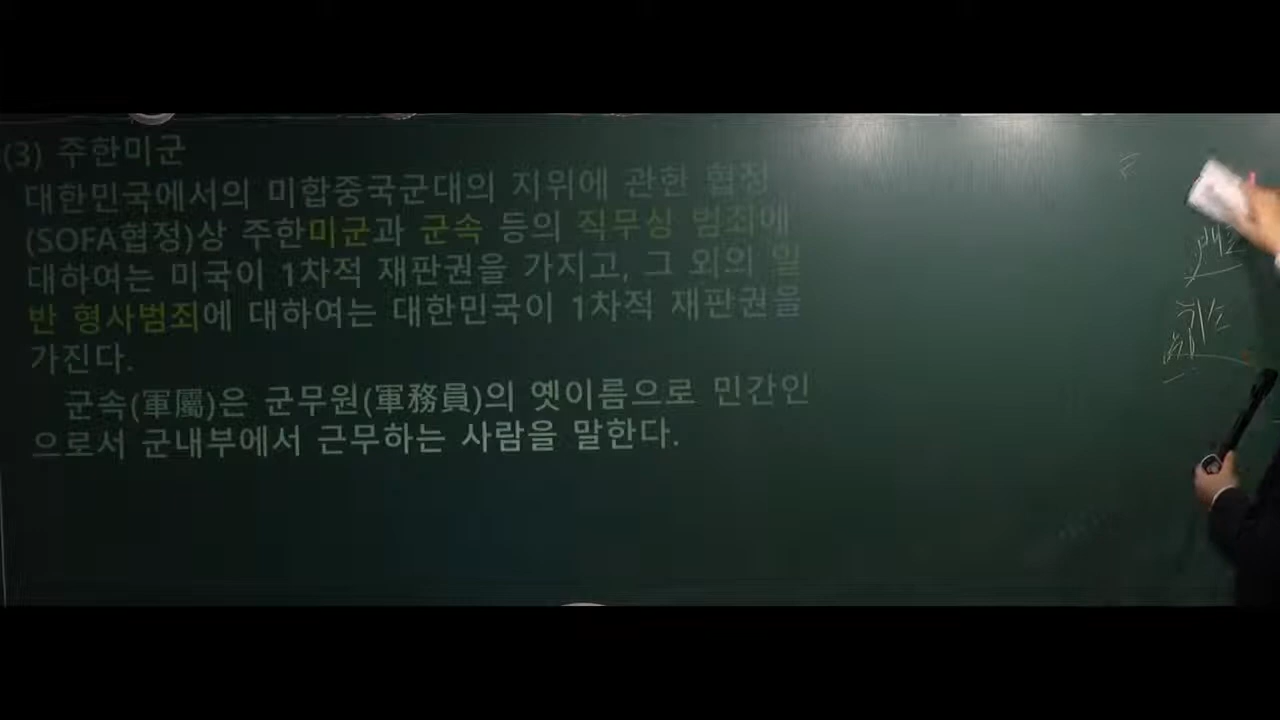 (3) 주한미군
대한민국에서의 미합중국군대의 지위에 관한 협정
(SOFA협정)상 주한미군과 군속 등의 직무상 범죄에
대하여는 미국이 1차적 재판권을 가지고, 그 외의 일
반 형사범죄에 대하여는 대한민국이 1차적 재판권을
가진다.
군속(軍屬)은 군무원(軍務員)의 옛이름으로 민간인
으로서 군내부에서 근무하는 사람을 말한다.